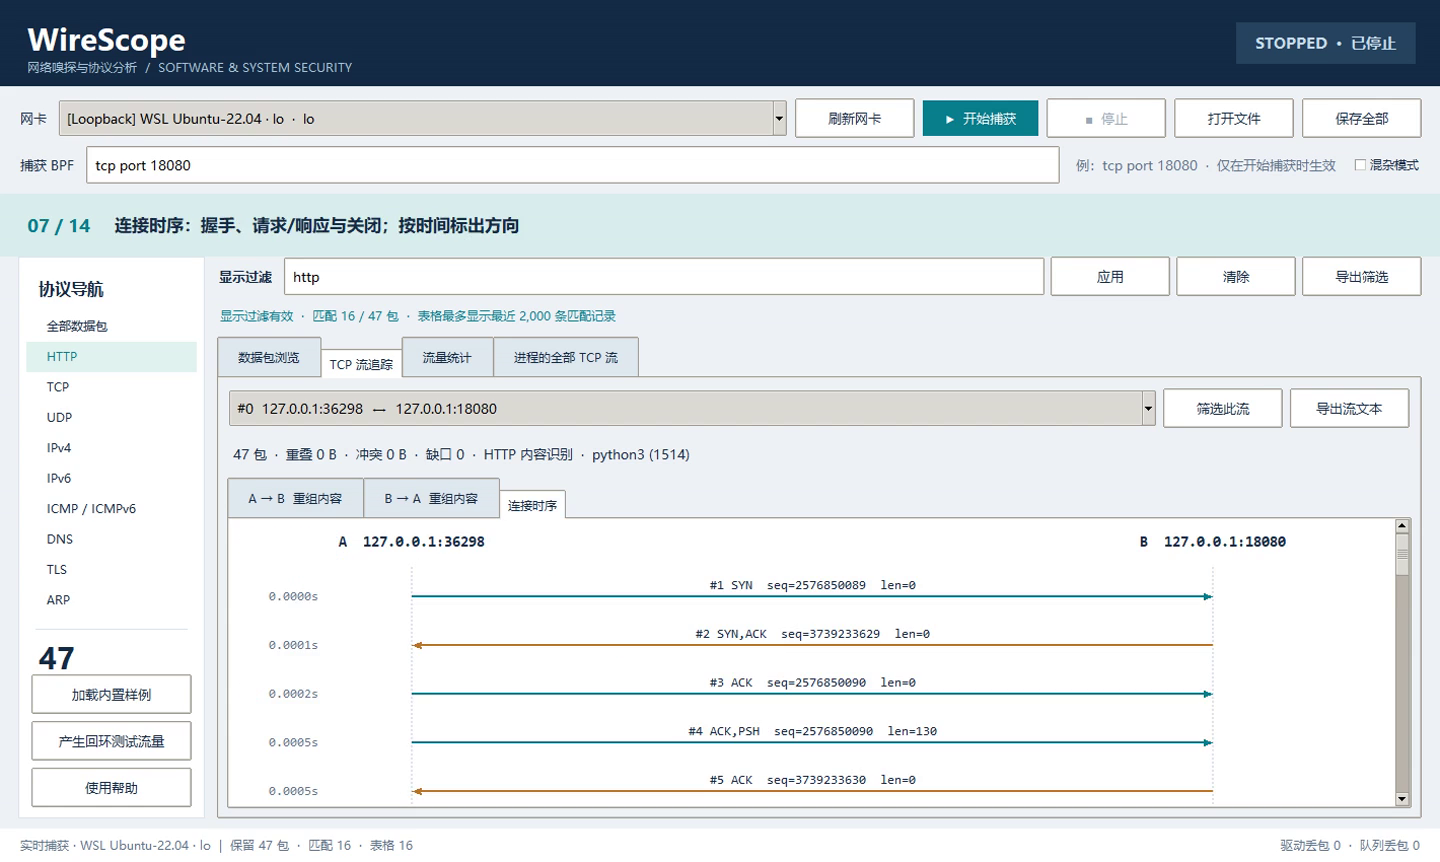 WireScope
网络嗅探与协议分析 / SOFTWARE & SYSTEM SECURITY
STOPPED • 已停止
网卡 [Loopback] WSL Ubuntu-22.04 · lo · lo 刷新网卡 ▶ 开始捕获 ■ 停止 打开文件 保存全部
捕获 BPF tcp port 18080 例：tcp port 18080 · 仅在开始捕获时生效 混杂模式
07 / 14 连接时序：握手、请求/响应与关闭；按时间标出方向
协议导航
全部数据包
HTTP
TCP
UDP
IPv4
IPv6
ICMP / ICMPv6
DNS
TLS
ARP
47
加载内置样例
产生回环测试流量
使用帮助
显示过滤 http 应用 清除 导出筛选
显示过滤有效 · 匹配 16 / 47 包 · 表格最多显示最近 2,000 条匹配记录
数据包浏览 TCP 流追踪 流量统计 进程的全部 TCP 流
#0 127.0.0.1:36298 ↔ 127.0.0.1:18080 筛选此流 导出流文本
47 包 · 重叠 0 B · 冲突 0 B · 缺口 0 · HTTP 内容识别 · python3 (1514)
A → B 重组内容 B → A 重组内容 连接时序
A 127.0.0.1:36298 B 127.0.0.1:18080
#1 SYN seq=2576850089 len=0
0.0000s
#2 SYN,ACK seq=3739233629 len=0
0.0001s
#3 ACK seq=2576850090 len=0
0.0002s
#4 ACK,PSH seq=2576850090 len=130
0.0005s
#5 ACK seq=3739233630 len=0
0.0005s
实时捕获 · WSL Ubuntu-22.04 · lo | 保留 47 包 · 匹配 16 · 表格 16 驱动丢包 0 · 队列丢包 0